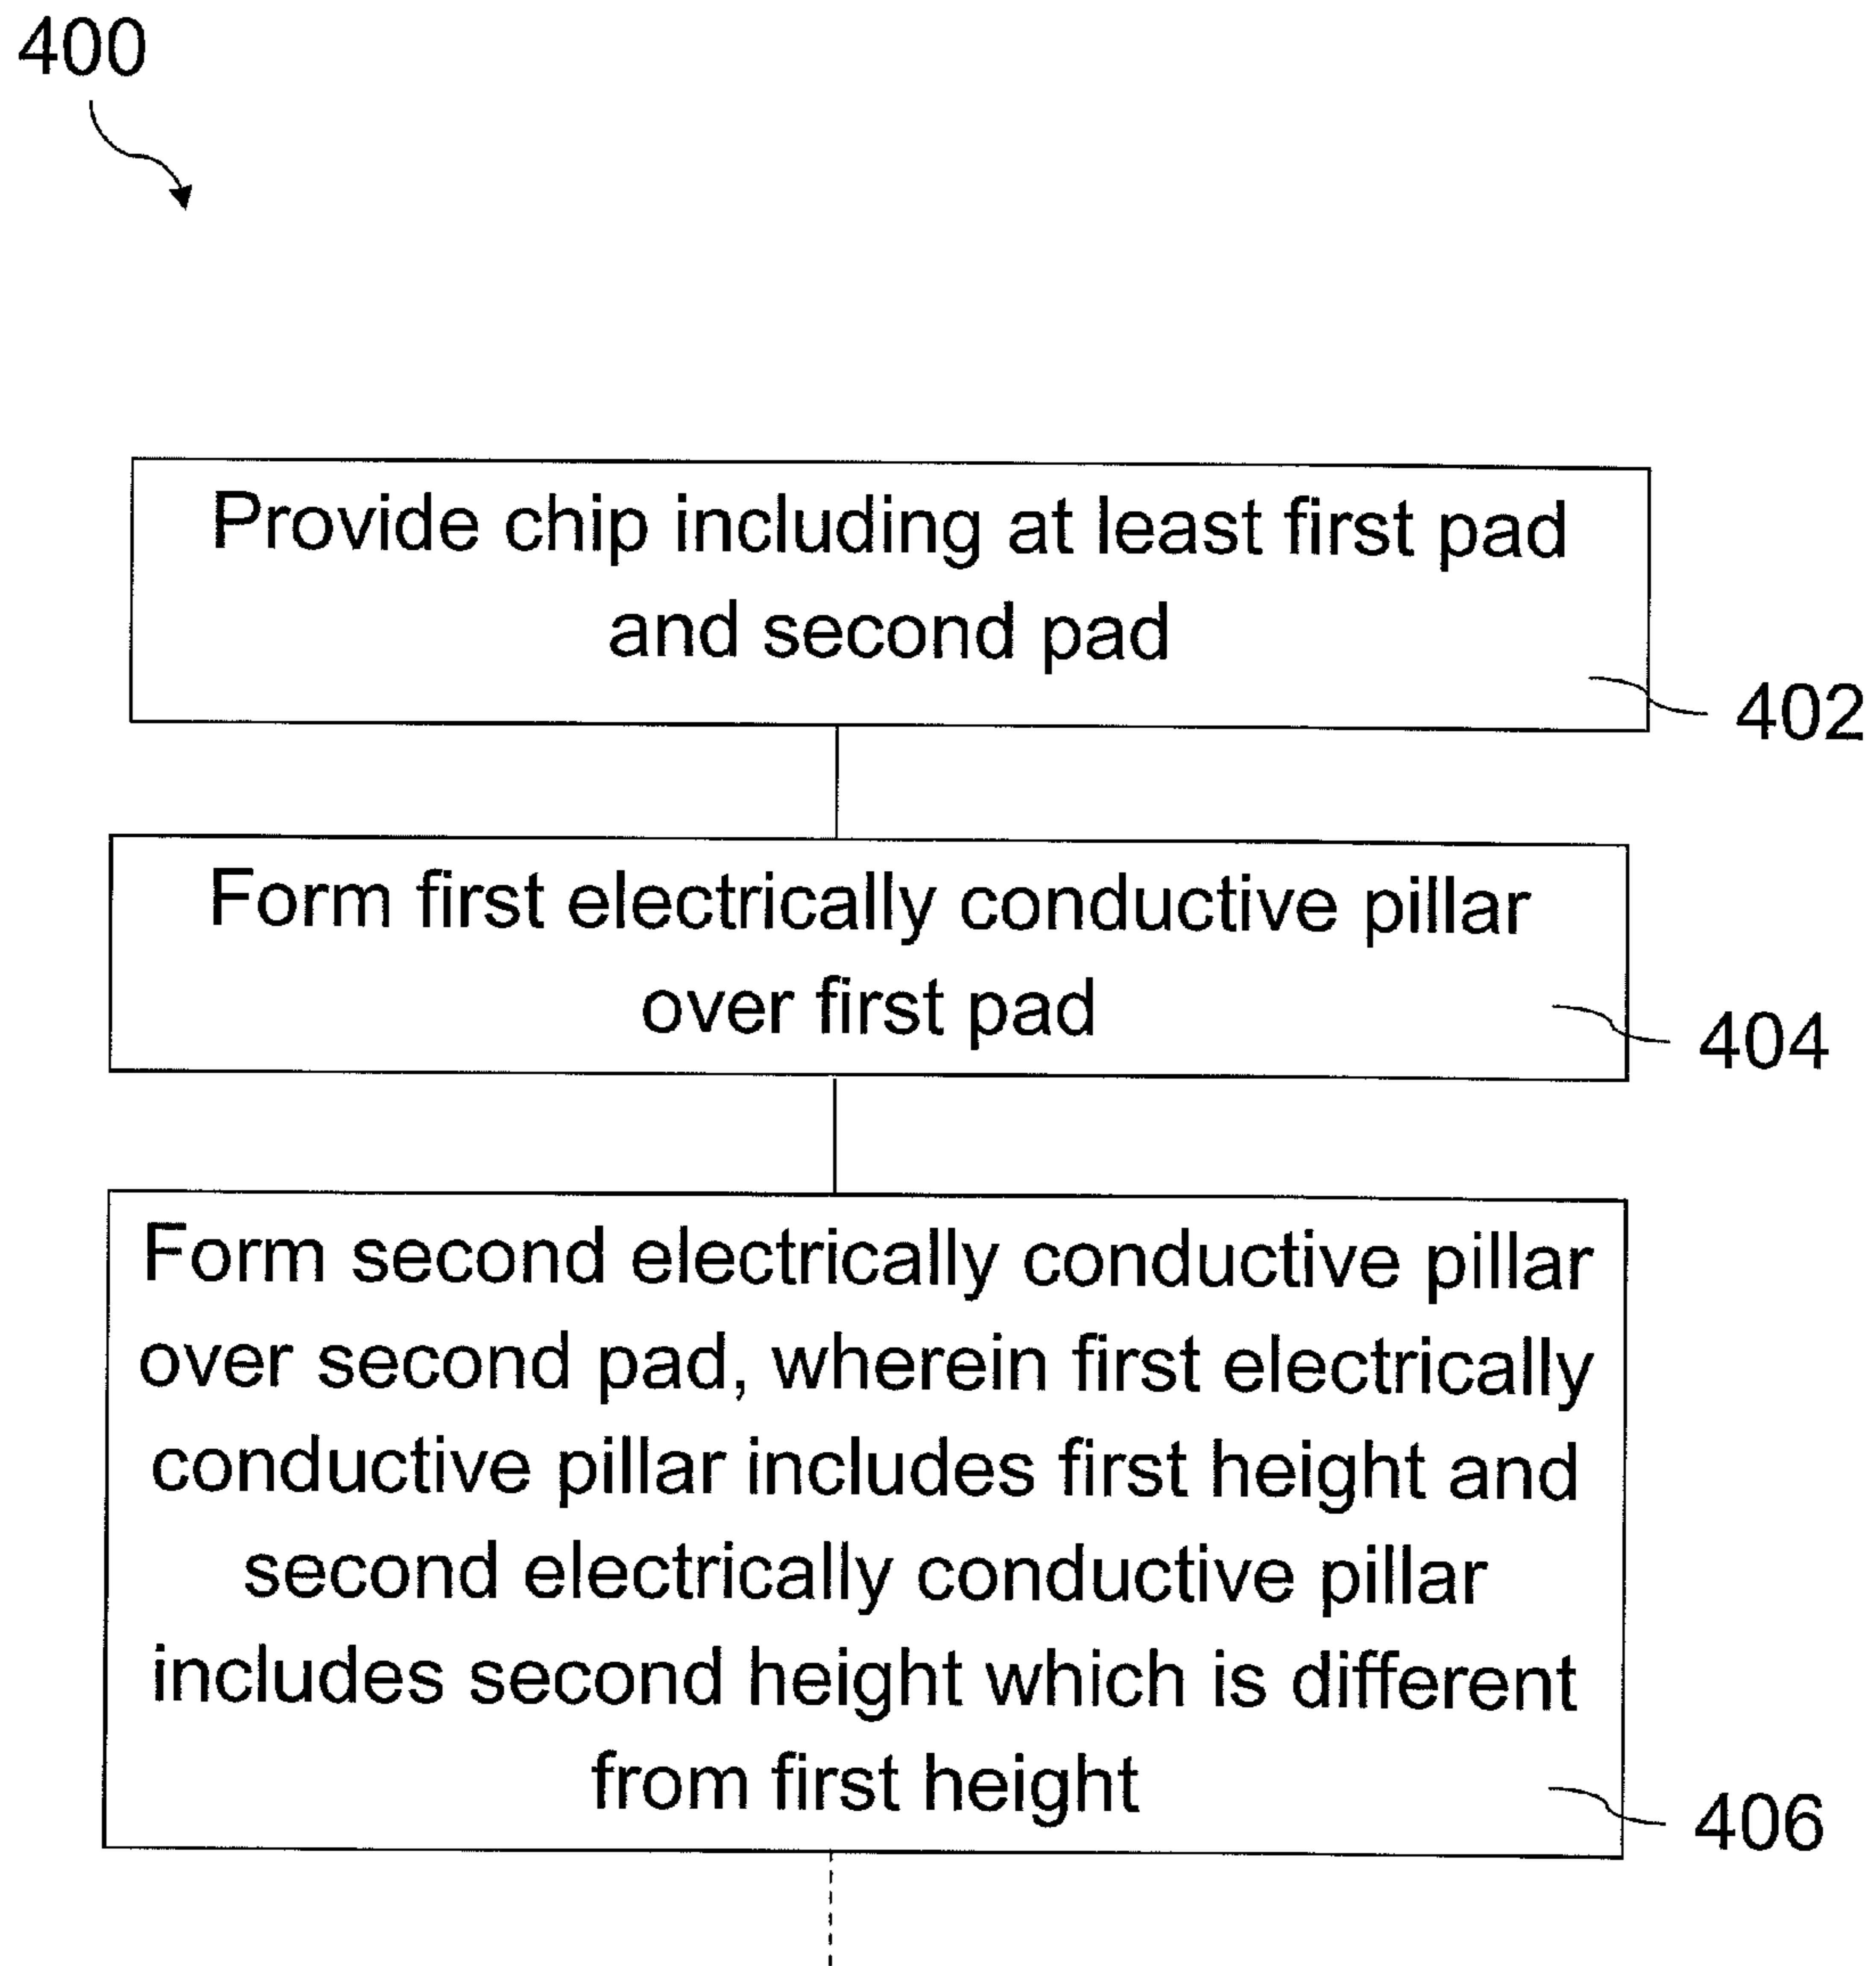 400
Provide chip including at least first pad
and second pad
402
Form first electrically conductive pillar
over first pad
404
Form second electrically conductive pillar
over second pad, wherein first electrically
conductive pillar includes first height and
second electrically conductive pillar
includes second height which is different
from first height
406